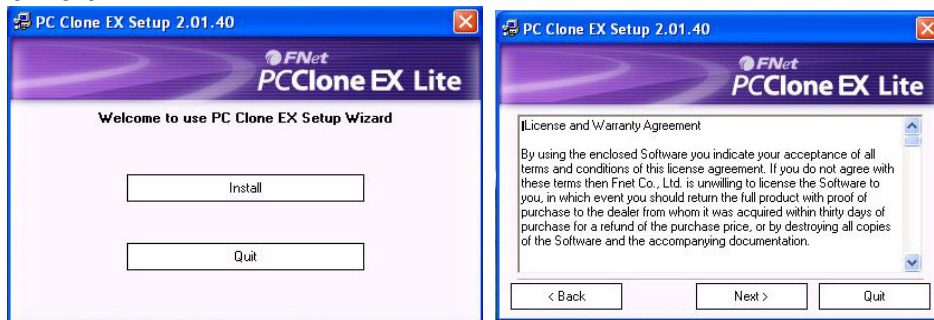 PC Clone EX Setup 2.01.40
FNet
PCClone EX Lite
Welcome to use PC Clone EX Setup Wizard
Install
Quit
PC Clone EX Setup 2.01.40
FNet
PCClone EX Lite
License and Warranty Agreement
By using the enclosed Software you indicate your acceptance of all
terms and conditions of this license agreement. If you do not agree with
these terms then Fnet Co., Ltd. is unwilling to license the Software to
you, in which event you should return the full product with proof of
purchase to the dealer from whom it was acquired within thirty days of
purchase for a refund of the purchase price, or by destroying all copies
of the Software and the accompanying documentation.
< Back
Next >
Quit